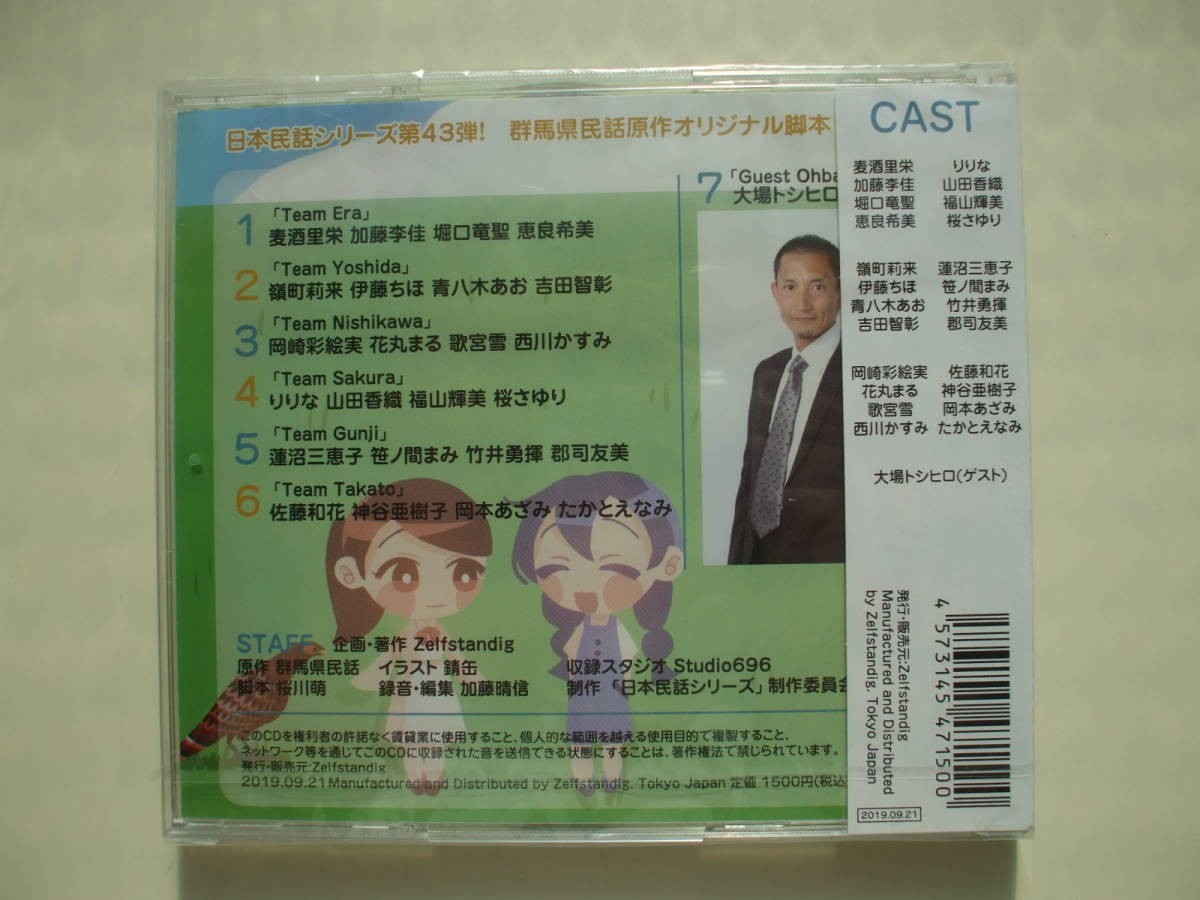 日本民話シリーズ第43弾! 群馬県民話原作オリジナル脚本
1 「Team Era」
麦酒里栄 加藤李佳 堀口竜聖 恵良希美
2 「Team Yoshida」
嶺町莉来 伊藤ちほ 青八木あお 吉田智彰
3 「Team Nishikawa」
岡崎彩絵実 花丸まる 歌宮雪 西川かすみ
4 「Team Sakura」
りりな 山田香織 福山輝美 桜さゆり
5 「Team Gunji」
蓮沼三恵子 笹ノ間まみ 竹井勇揮 郡司友美
6 「Team Takato」
佐藤和花 神谷亜樹子 岡本あざみ たかとえなみ
7 「Guest Ohba
大場トシヒロ
STAFF 企画・著作 Zelfstandig
原作 群馬県民話 イラスト 錆缶 収録スタジオ Studio696
脚本 桜川萌 録音・編集 加藤晴信 制作 「日本民話シリーズ」制作委員会
このCDを権利者の許諾なく賃貸業に使用すること、個人的な範囲を越える使用目的で複製すること、
ネットワーク等を通じてこのCDに収録された音を送信できる状態にすることは、著作権法で禁じられています。
発行・販売元:Zelfstandig
2019.09.21 Manufactured and Distributed by Zelfstandig. Tokyo Japan 定価 1500円(税込
CAST
麦酒里栄 りりな
加藤李佳 山田香織
堀口竜聖 福山輝美
恵良希美 桜さゆり
嶺町莉来 蓮沼三恵子
伊藤ちほ 笹ノ間まみ
青八木あお 竹井勇揮
吉田智彰 郡司友美
岡崎彩絵実 佐藤和花
花丸まる 神谷亜樹子
歌宮雪 岡本あざみ
西川かすみ たかとえなみ
大場トシヒロ(ゲスト)
発行・販売元:Zelfstandig
Manufactured and Distributed
by Zelfstandig. Tokyo Japan
4 573145 471500
2019.09.21